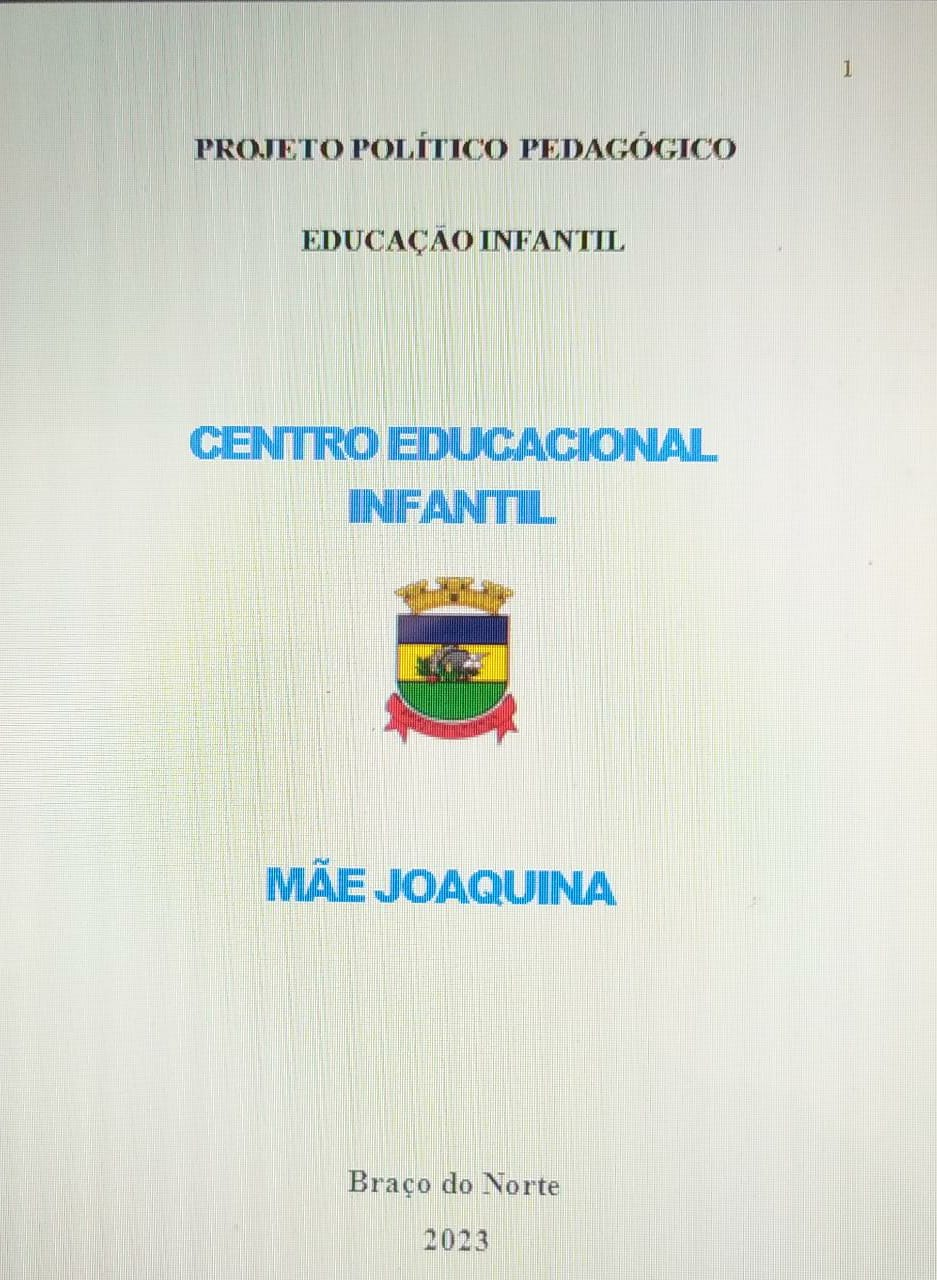 1
PROJETO POLÍTICO PEDAGÓGICO
EDUCAÇÃO INFANTIL
CENTRO EDUCACIONAL
INFANTIL
MÃE JOAQUINA
Braço do Norte
2023